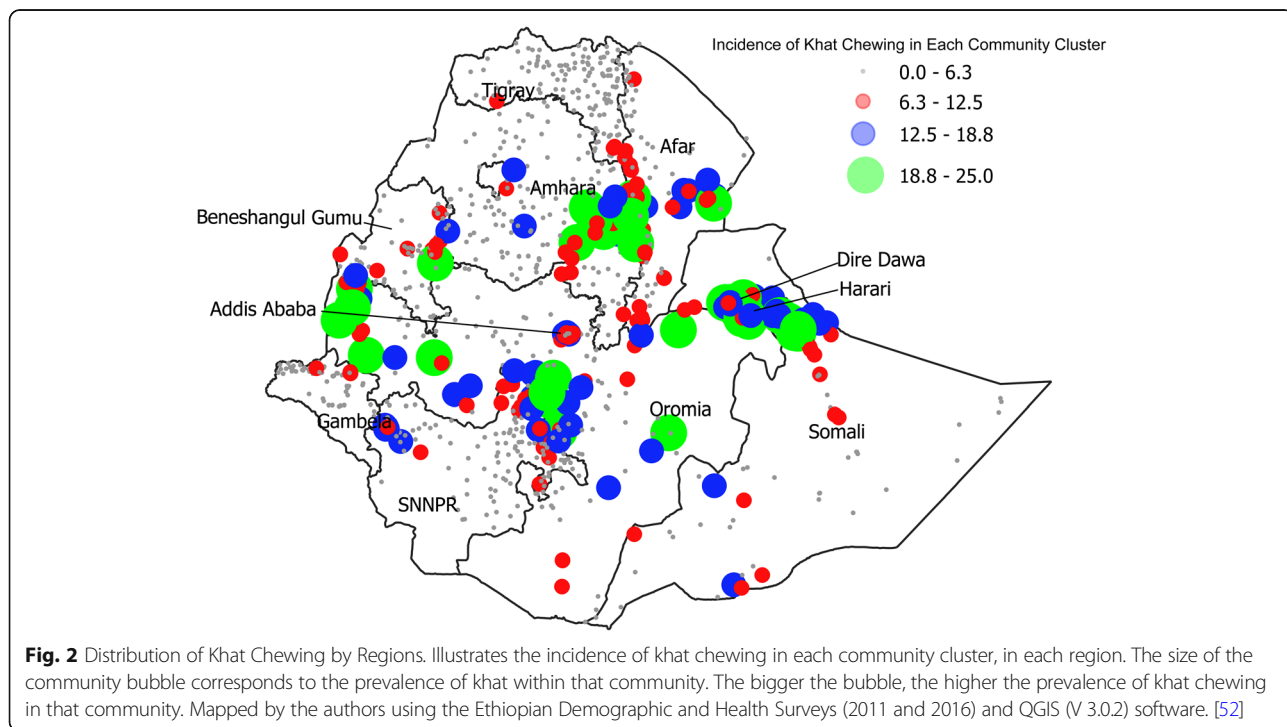 Incidence of Khat Chewing in Each Community Cluster
0.0 - 6.3
6.3 - 12.5
12.5 - 18.8
18.8 - 25.0
Tigray
Afar
Amhara
Beneshangul Gumu
Dire Dawa
Harari
Addis Ababa
Oromia
Gambela
Somali
SNNPR
Fig. 2 Distribution of Khat Chewing by Regions. Illustrates the incidence of khat chewing in each community cluster, in each region. The size of the
community bubble corresponds to the prevalence of khat within that community. The bigger the bubble, the higher the prevalence of khat chewing
in that community. Mapped by the authors using the Ethiopian Demographic and Health Surveys (2011 and 2016) and QGIS (V 3.0.2) software. [52]